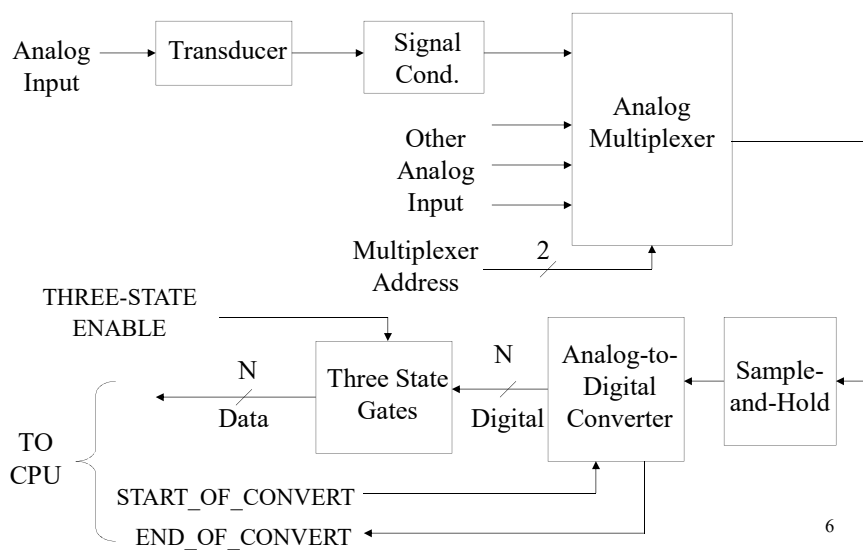 Analog
Input
Transducer
Signal
Cond.
Analog
Multiplexer
Other
Analog
Input
Multiplexer
Address
2
THREE-STATE
ENABLE
N
Data
Three State
Gates
N
Digital
Analog-to-
Digital
Converter
Sample-
and-Hold
TO
CPU
START_OF_CONVERT
END_OF_CONVERT
6